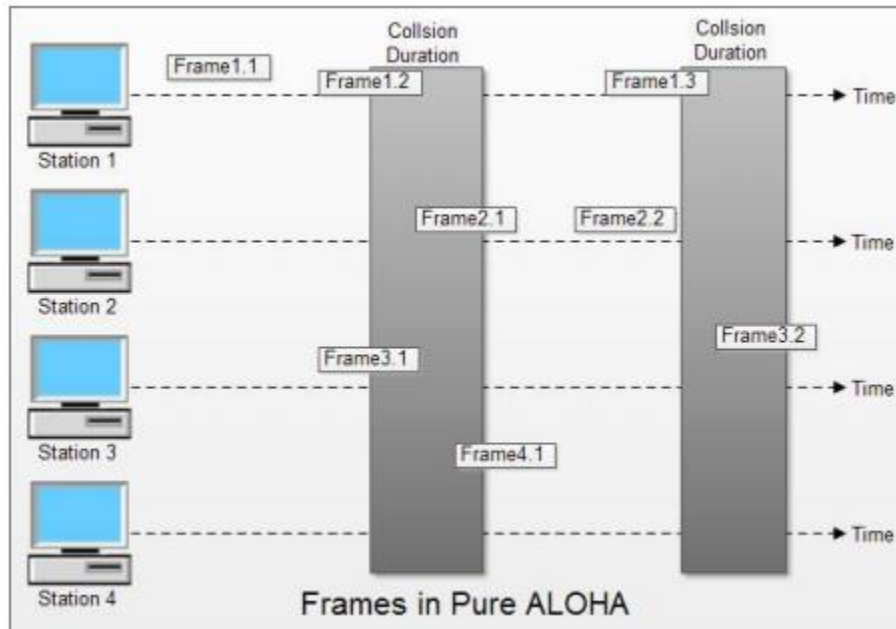 Collsion
Duration
Collsion
Duration
Frame1.1
Frame1.2
Frame1.3
Time
Station 1
Frame2.1
Frame2.2
Time
Station 2
Frame3.1
Frame3.2
Time
Station 3
Frame4.1
Time
Station 4
Frames in Pure ALOHA